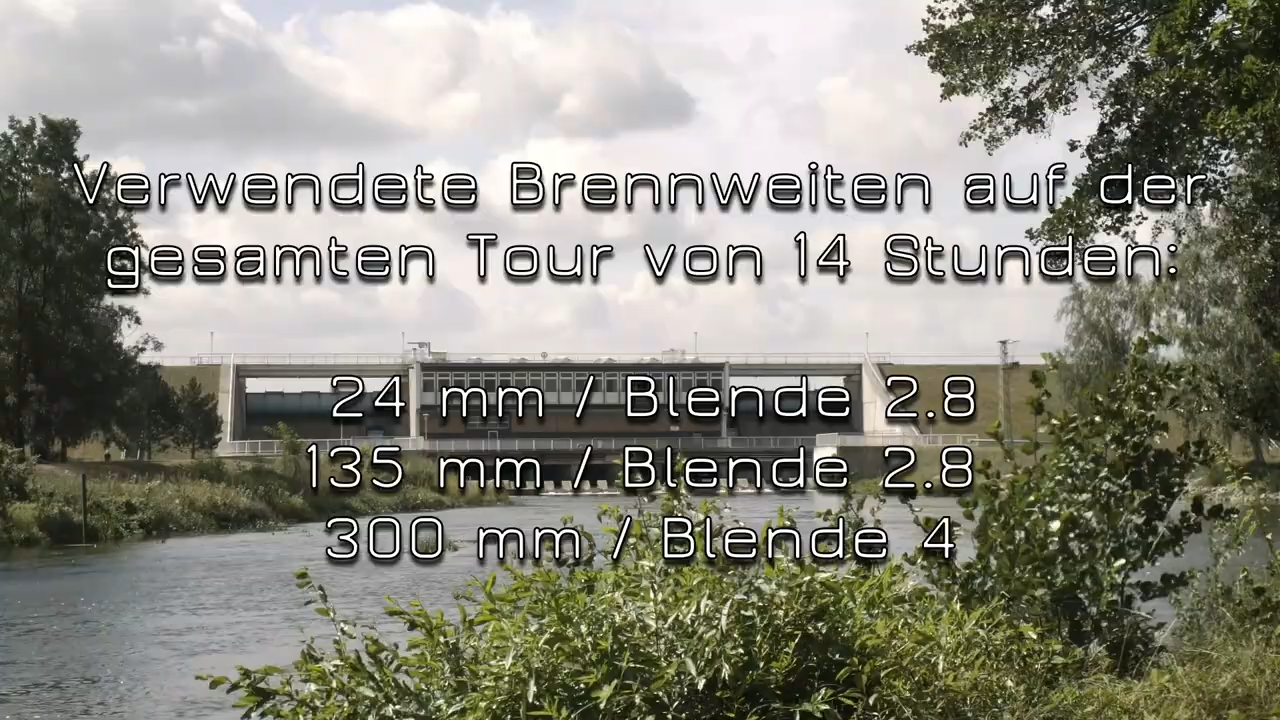 Verwendete Brennweiten auf der
gesamten Tour von 14 Stunden:
24 mm / Blende 2.8
135 mm / Blende 2.8
300 mm / Blende 4